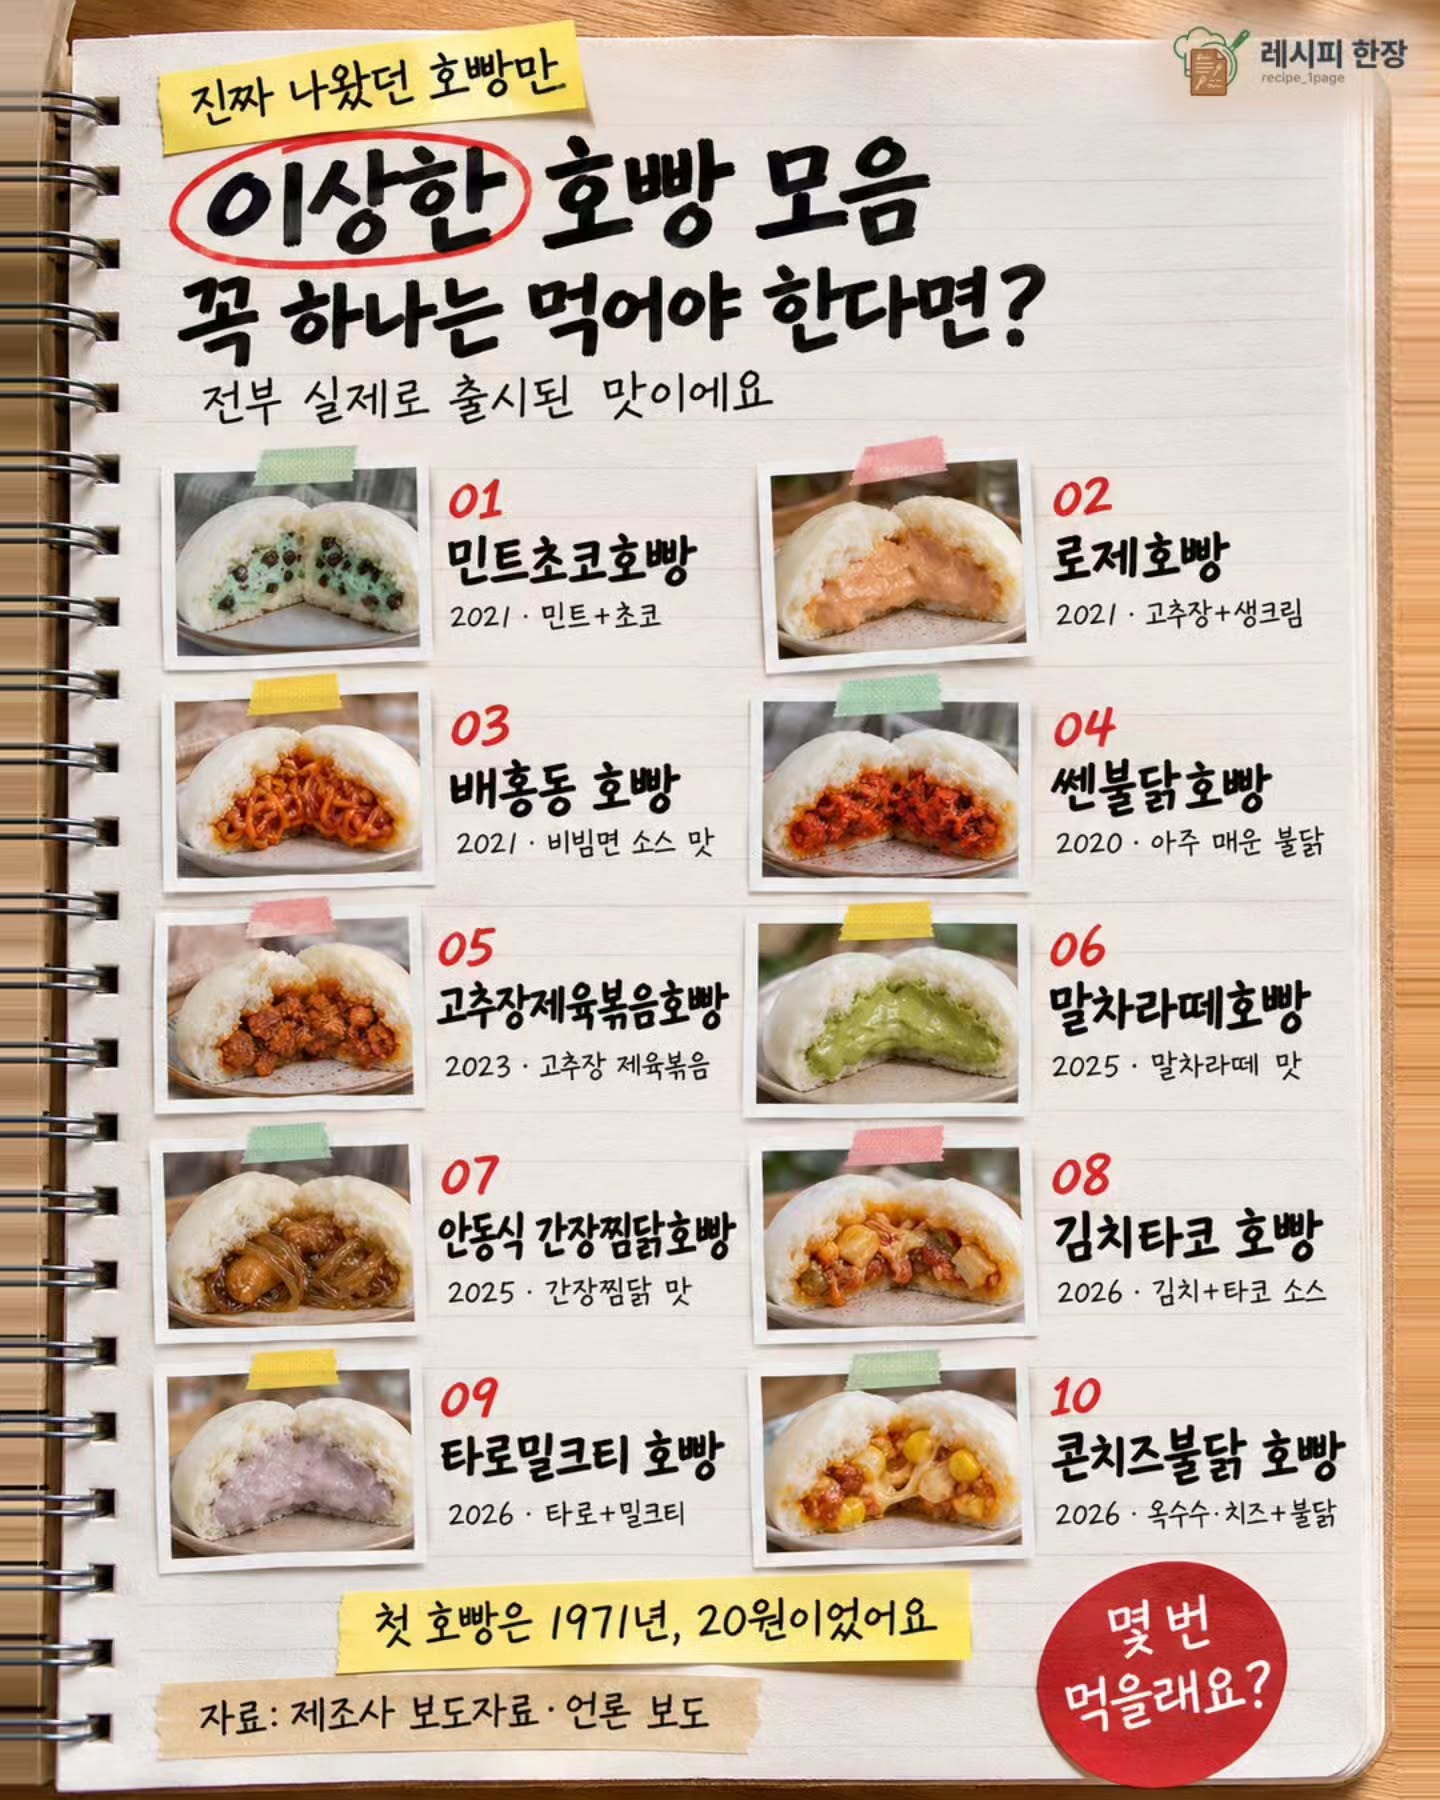 진짜 나왔던 호빵만
레시피 한장
recipe_1page
이상한 호빵 모음
꼭 하나는 먹어야 한다면?
전부 실제로 출시된 맛이에요
01
민트초코호빵
2021 · 민트+초코
02
로제호빵
2021 · 고추장+생크림
03
배홍동 호빵
2021 · 비빔면 소스 맛
04
쎈불닭호빵
2020 · 아주 매운 불닭
05
고추장제육볶음호빵
2023 · 고추장 제육볶음
06
말차라떼호빵
2025 · 말차라떼 맛
07
안동식 간장찜닭호빵
2025 · 간장찜닭 맛
08
김치타코 호빵
2026 · 김치+타코 소스
09
타로밀크티 호빵
2026 · 타로+밀크티
10
콘치즈불닭 호빵
2026 · 옥수수·치즈+불닭
첫 호빵은 1971년, 20원이었어요
자료: 제조사 보도자료·언론 보도
몇 번
먹을래요?